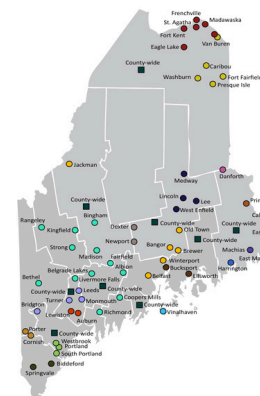 Frenchville
St. Agatha
Madawaska
Fort Kent
Van Buren
Eagle Lake
County-wide
Caribou
Washburn
Fort Fairfield
Presque Isle
Jackman
Danforth
Medway
County-wide
Lincoln
Lee
West Enfield
Bingham
Rangeley
Kingfield
Dexter
County-wide
Old Town
County-wide
Strong
Newport
Bangor
Brewer
County-wide
Machias
Madison
Fairfield
Winterport
Bucksport
Harrington
Bethel
Belgrade Lakes
Albion
Belfast
Ellsworth
Livermore Falls
County-wide
Leeds
County-wide
Turner
Monmouth
Coopers Mills
Bridgton
County-wide
Lewiston
Richmond
Vinalhaven
Auburn
Porter
County-wide
Cornish
Westbrook
Portland
South Portland
Biddeford
Springvale